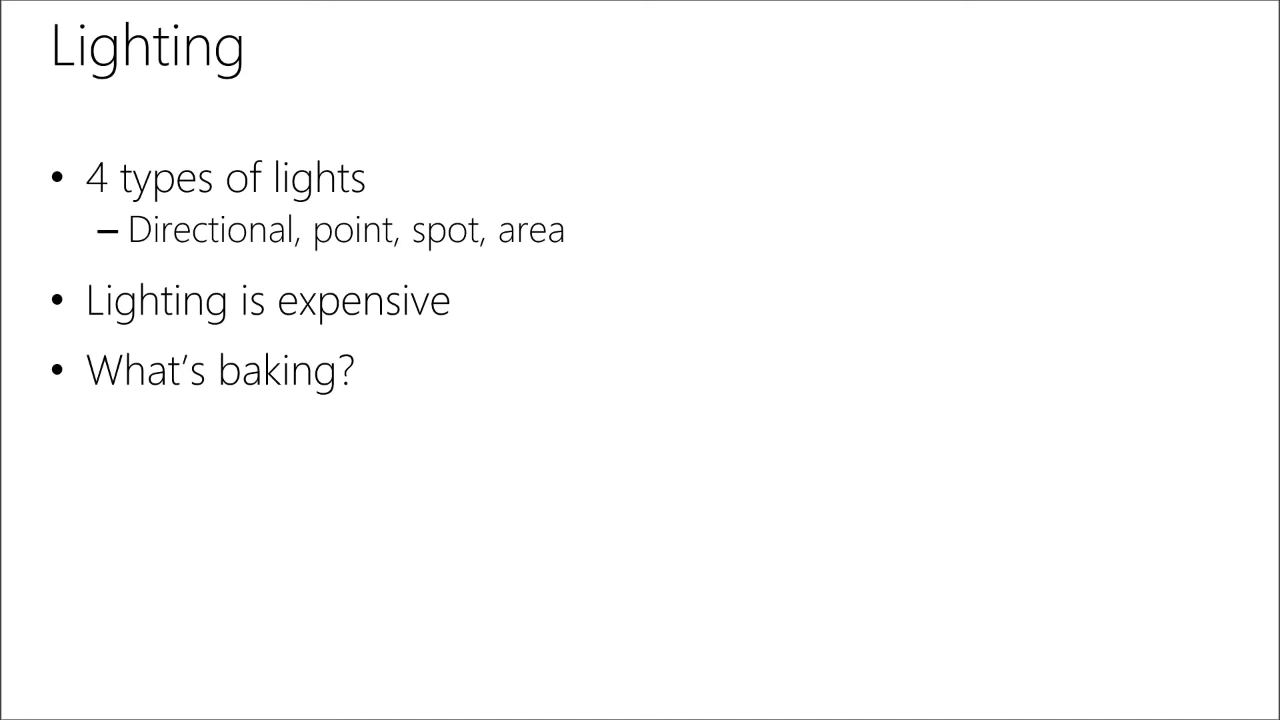 Lighting
• 4 types of lights
– Directional, point, spot, area
• Lighting is expensive
• What’s baking?